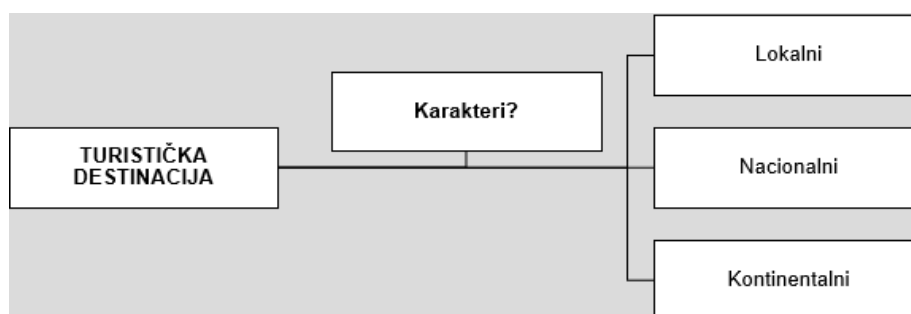 Lokalni
Karakteri?
TURISTIČKA
DESTINACIJA
Nacionalni
Kontinentalni